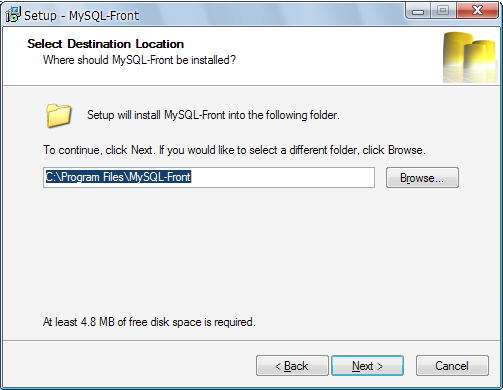 Setup - MySQL-Front
Select Destination Location
Where should MySQL-Front be installed?
Setup will install MySQL-Front into the following folder.
To continue, click Next. If you would like to select a different folder, click Browse.
C:\Program Files\MySQL-Front
Browse...
At least 4.8 MB of free disk space is required.
< Back
Next >
Cancel